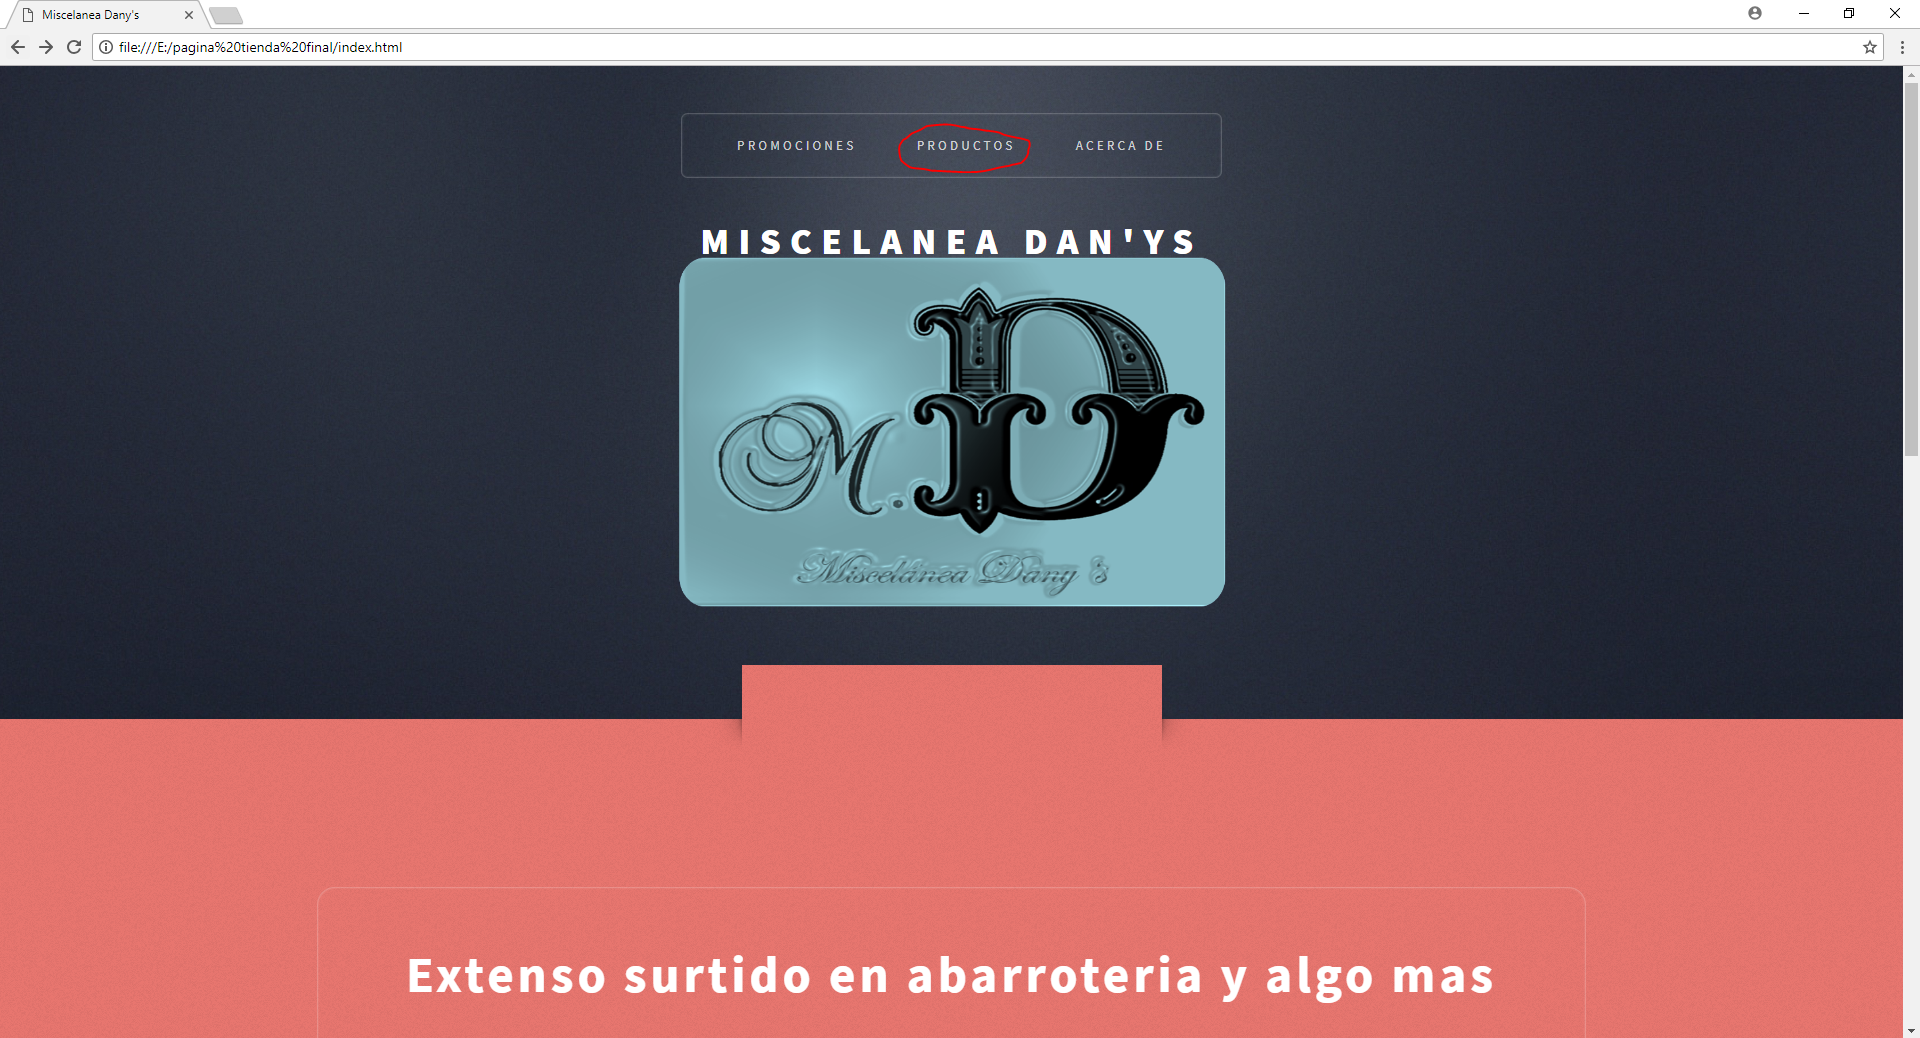 Miscelanea Dany's
file:///E:/pagina%20tienda%20final/index.html
PROMOCIONES PRODUCTOS ACERCA DE
MISCELANEA DAN'YS
M.D
Miscelánea Dany 's
Extenso surtido en abarroteria y algo mas